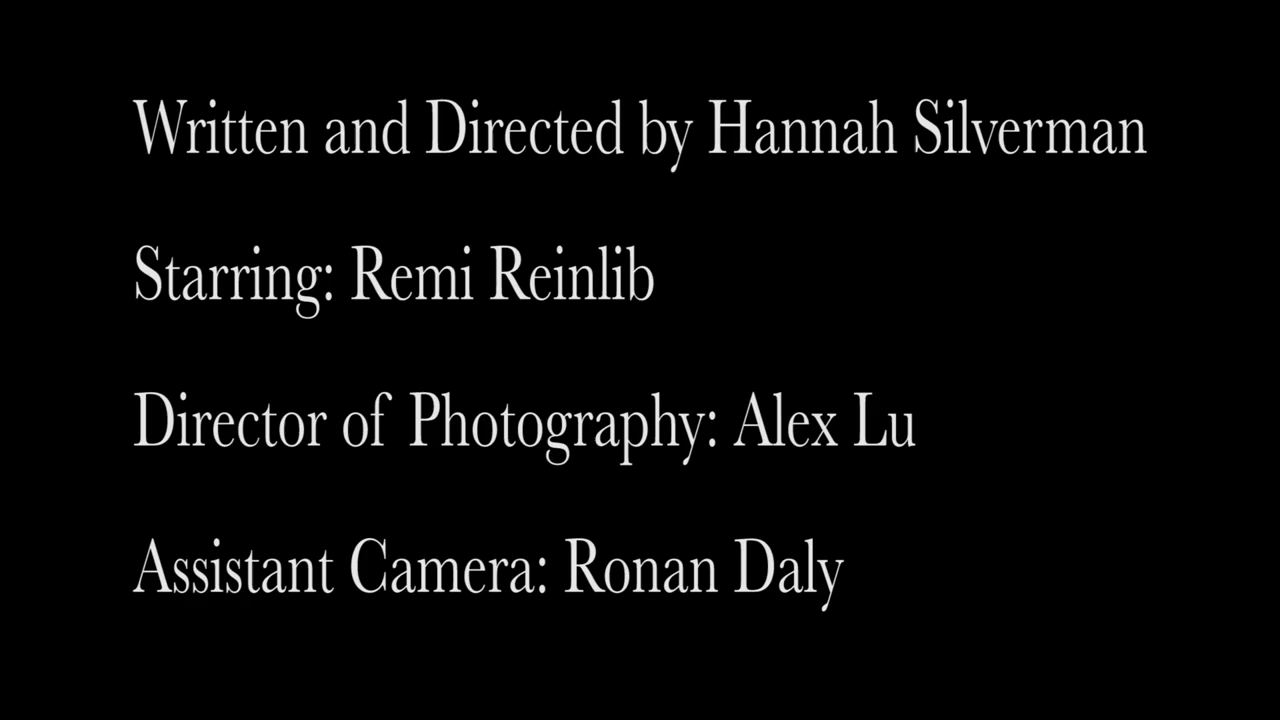 Written and Directed by Hannah Silverman
Starring: Remi Reinlib
Director of Photography: Alex Lu
Assistant Camera: Ronan Daly